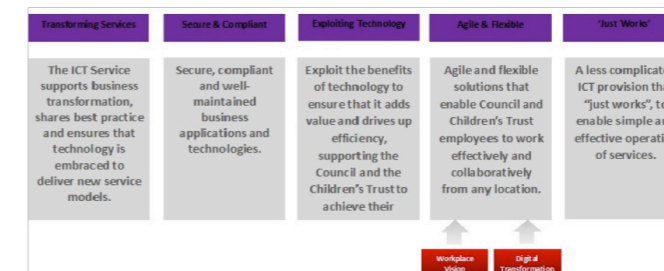 Transforming Services
Secure & Compliant
Exploiting Technology
Agile & Flexible
'Just Works'
The ICT Service
supports business
transformation,
shares best practice
and ensures that
technology is
embraced to
deliver new service
models.
Secure, compliant
and well-
maintained
business
applications and
technologies.
Exploit the benefits
of technology to
ensure that it adds
value and drives up
efficiency,
supporting the
Council and the
Children's Trust to
achieve their
Agile and flexible
solutions that
enable Council and
Children's Trust
employees to work
effectively and
collaboratively
from any location.
A less
ICT provision
"just works", to
enable simple
effective
of services.
Workplace
Vision
Digital
Transformation